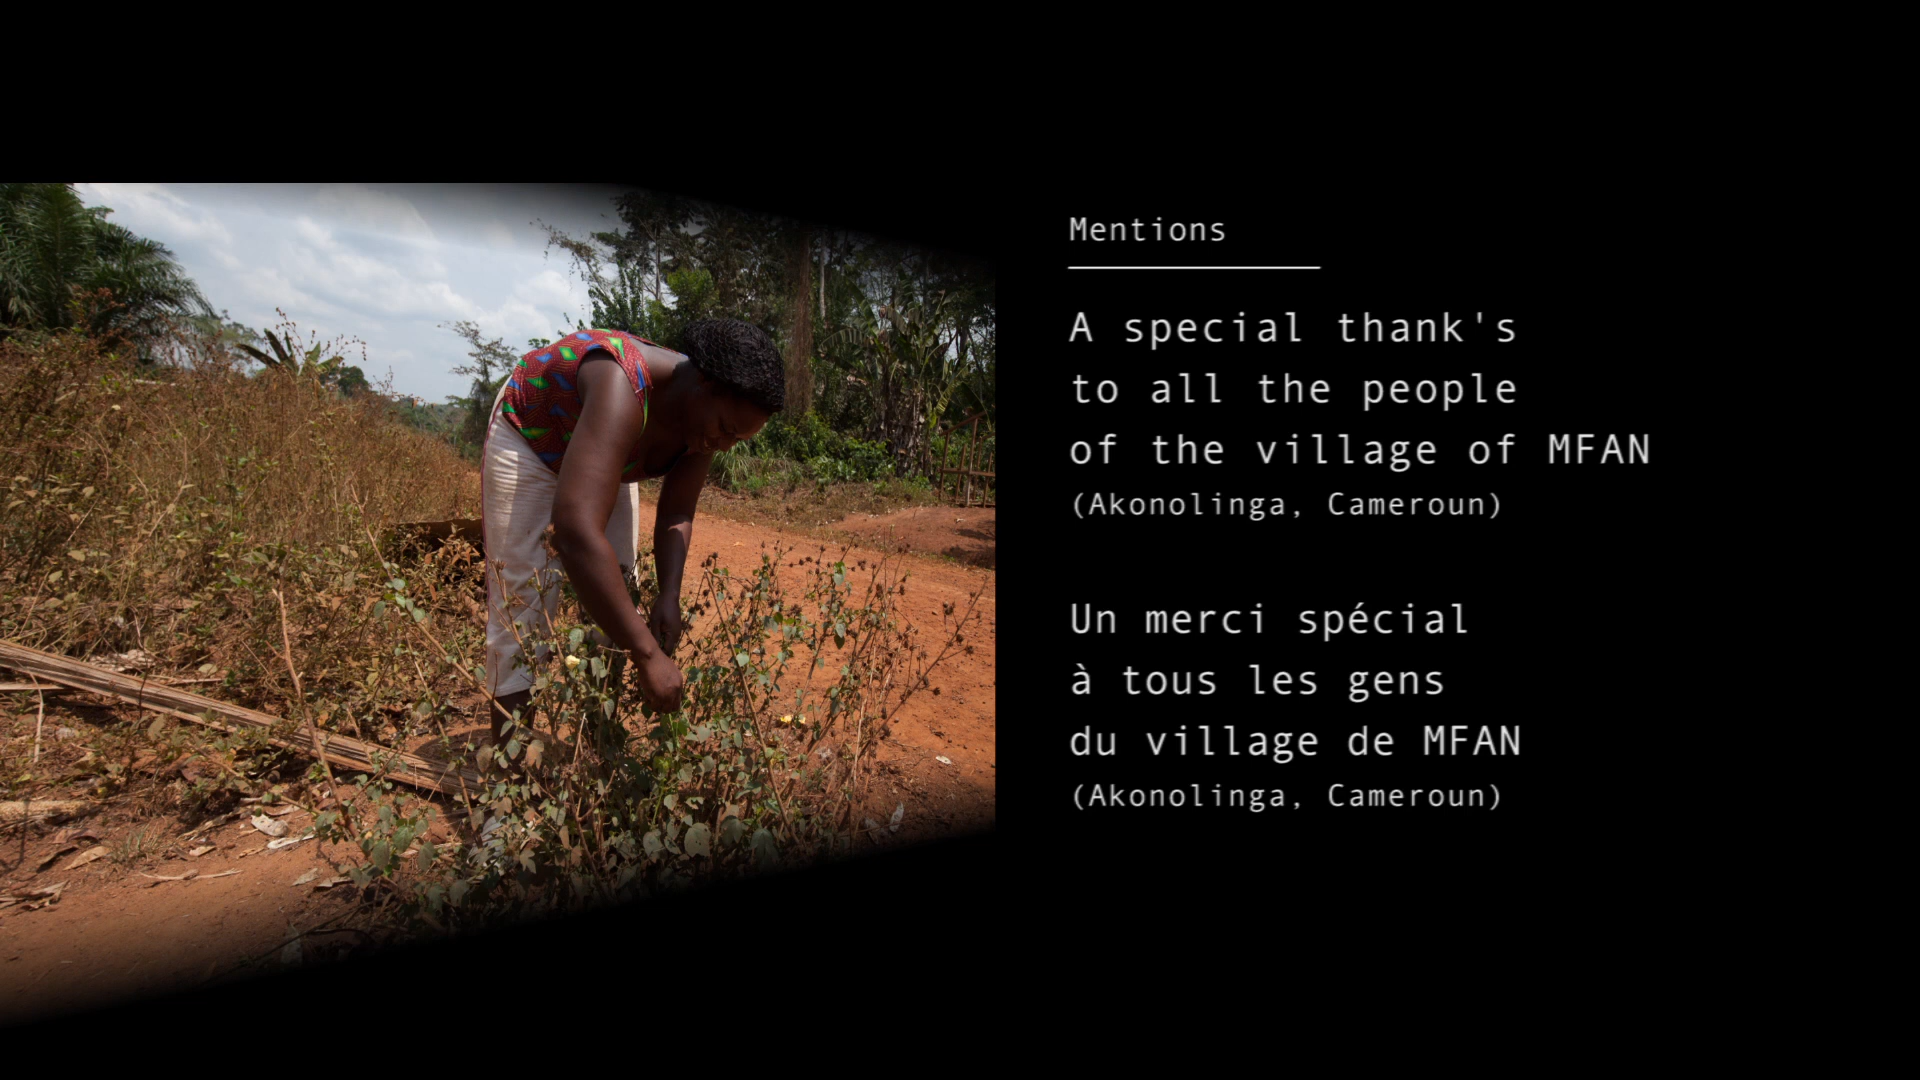 Mentions
A special thank's
to all the people
of the village of MFAN
(Akonolinga, Cameroun)
Un merci spécial
à tous les gens
du village de MFAN
(Akonolinga, Cameroun)